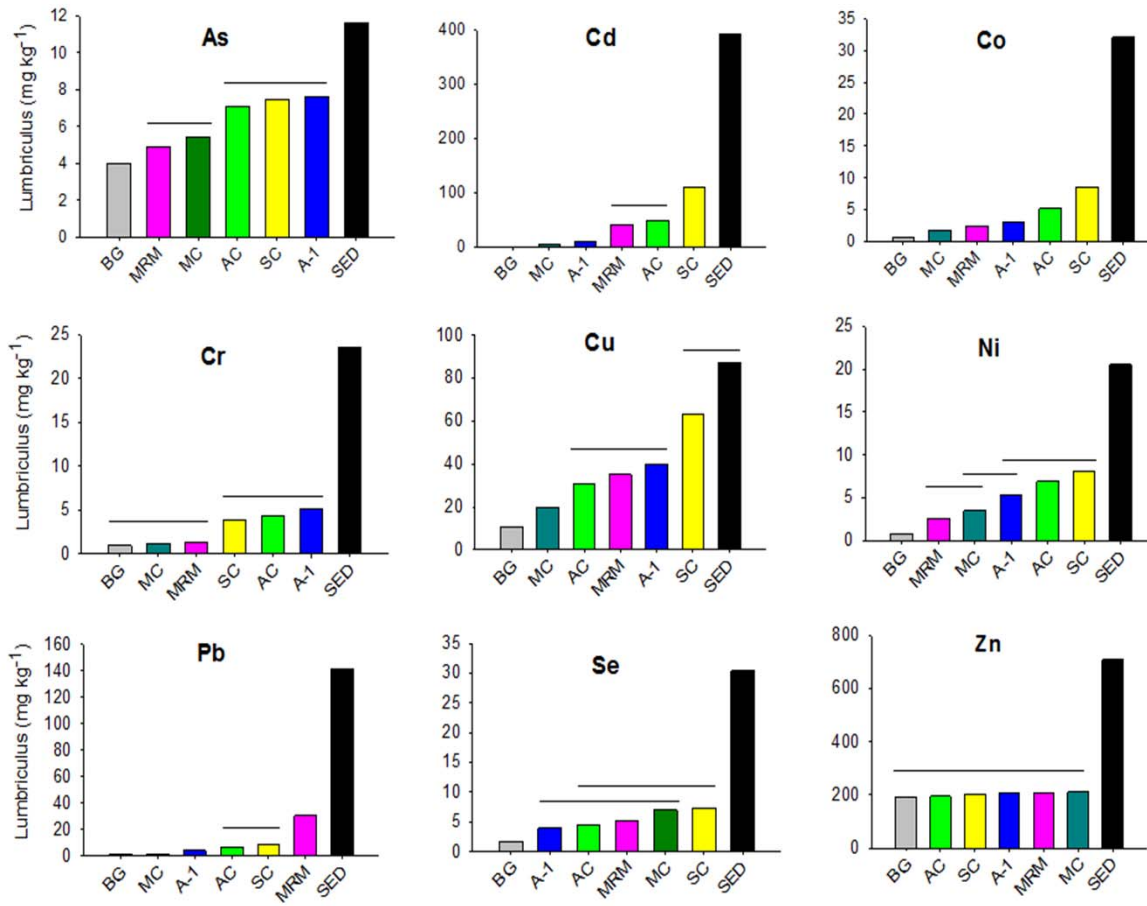 As
Lumbriculus (mg kg⁻¹)
12
10
8
6
4
2
0
BG MRM MC AC SC A-1 SED
Cd
400
300
200
100
0
BG MC A-1 MRM AC SC SED
Co
35
30
25
20
15
10
5
0
BG MC MRM A-1 AC SC SED
Cr
Lumbriculus (mg kg⁻¹)
25
20
15
10
5
0
BG MC MRM SC AC A-1 SED
Cu
100
80
60
40
20
0
BG MC AC MRM A-1 SC SED
Ni
25
20
15
10
5
0
BG MRM MC A-1 AC SC SED
Pb
Lumbriculus (mg kg⁻¹)
160
140
120
100
80
60
40
20
0
BG MC A-1 AC SC MRM SED
Se
35
30
25
20
15
10
5
0
BG A-1 AC MRM MC SC SED
Zn
800
600
400
200
0
BG AC SC A-1 MRM MC SED